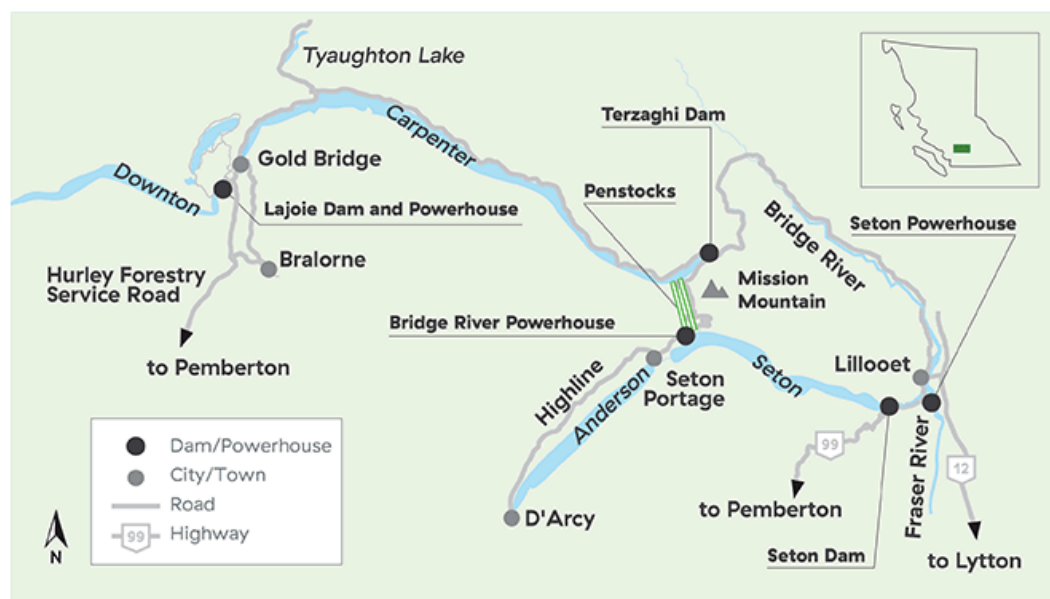 Tyaughton Lake
Carpenter
Terzaghi Dam
Gold Bridge
Penstocks
Downton
Lajoie Dam and Powerhouse
Bridge River
Seton Powerhouse
Bralorne
Hurley Forestry
Service Road
Mission
Mountain
Bridge River Powerhouse
to Pemberton
Highline
Anderson
Seton
Portage
Seton
Lillooet
Dam/Powerhouse
City/Town
Road
99
Highway
N
D'Arcy
99
to Pemberton
Fraser River
12
Seton Dam
to Lytton